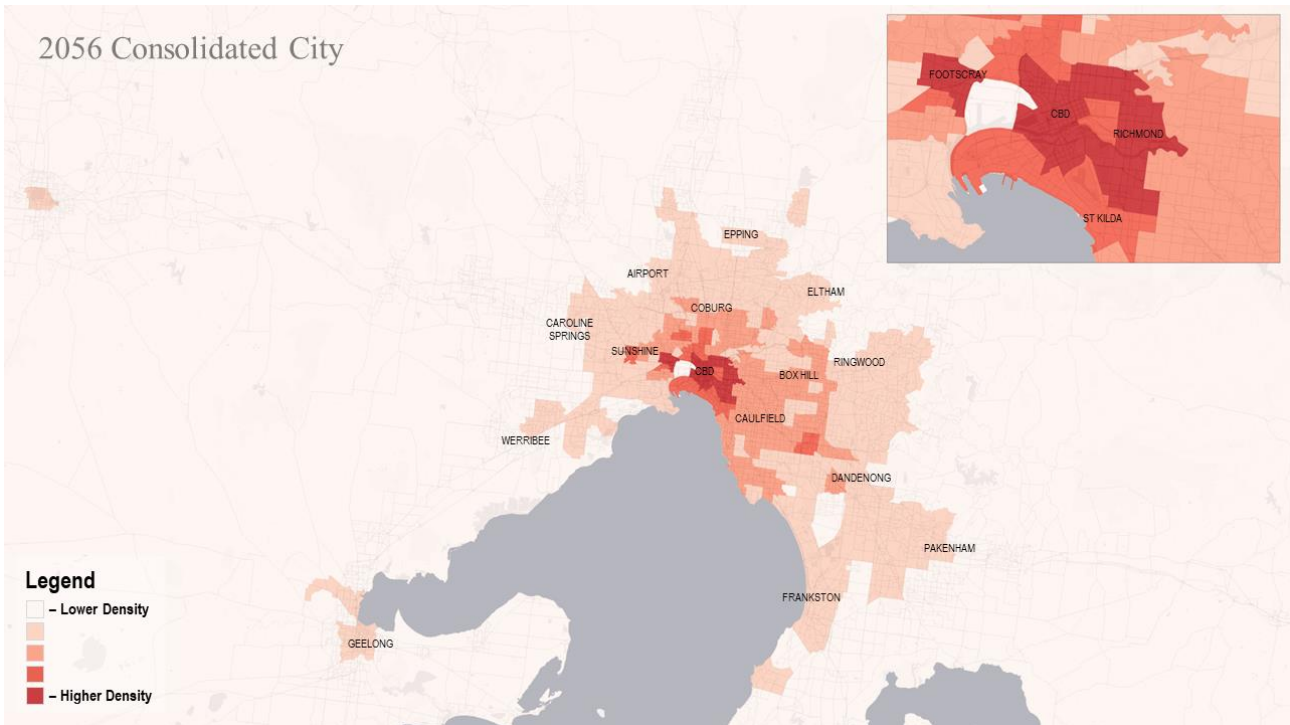 2056 Consolidated City
FOOTSCRAY
CBD
RICHMOND
ST KILDA
EPPING
AIRPORT
ELTHAM
COBURG
CAROLINE
SPRINGS
SUNSHINE
RINGWOOD
CBD
BOX HILL
CAULFIELD
WERRIBEE
DANDENONG
PAKENHAM
FRANKSTON
GEELONG
Legend
– Lower Density
– Higher Density